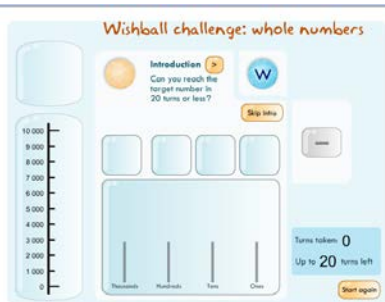 Wishball challenge: whole numbers
Introduction >
Can you reach the
target number in
20 turns or less?
W
Skip intro
10 000
9 000
8 000
7 000
6 000
5 000
4 000
3 000
2 000
1 000
0
Thousands
Hundreds
Tens
Ones
Turns taken: 0
Up to 20 turns left
Start again